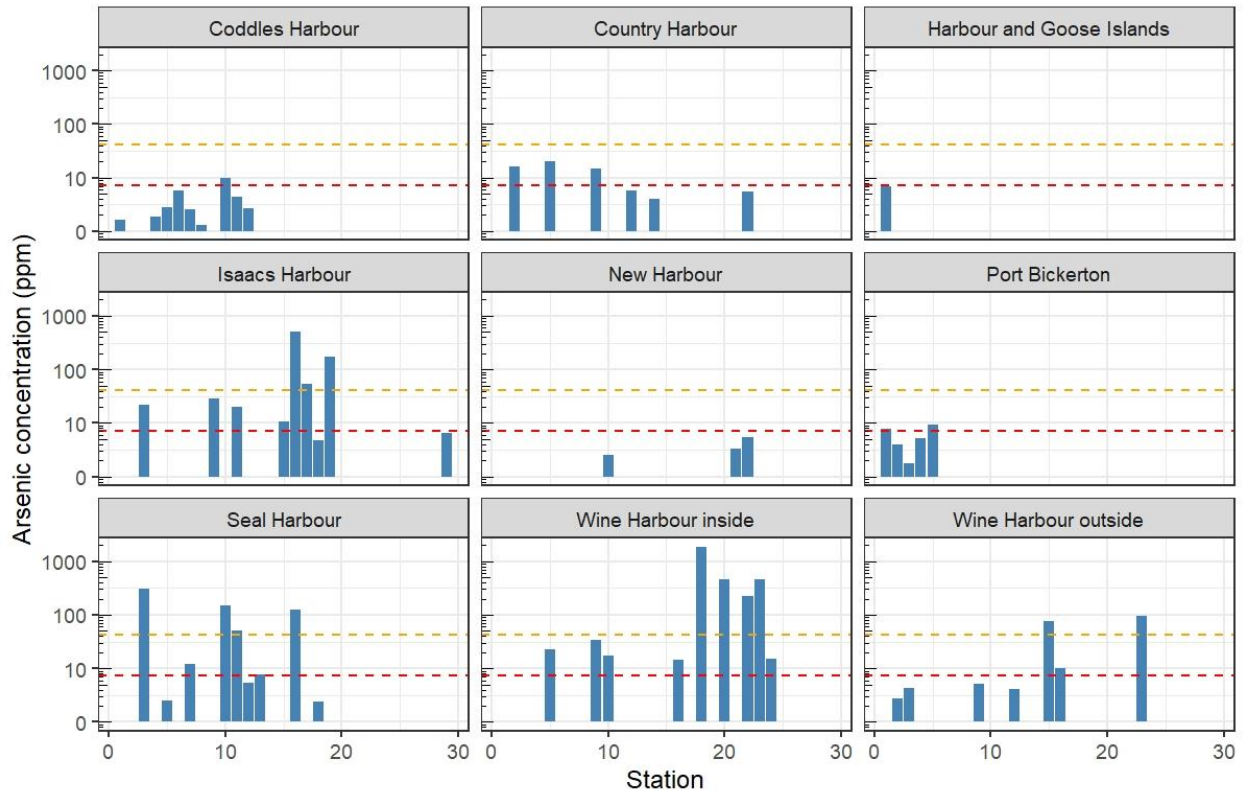 Coddles Harbour
Country Harbour
Harbour and Goose Islands
1000
100
10
0
Isaacs Harbour
New Harbour
Port Bickerton
1000
100
10
0
Seal Harbour
Wine Harbour inside
Wine Harbour outside
1000
100
10
0
0 10 20 30
0 10 20 30
0 10 20 30
Arsenic concentration (ppm)
Station